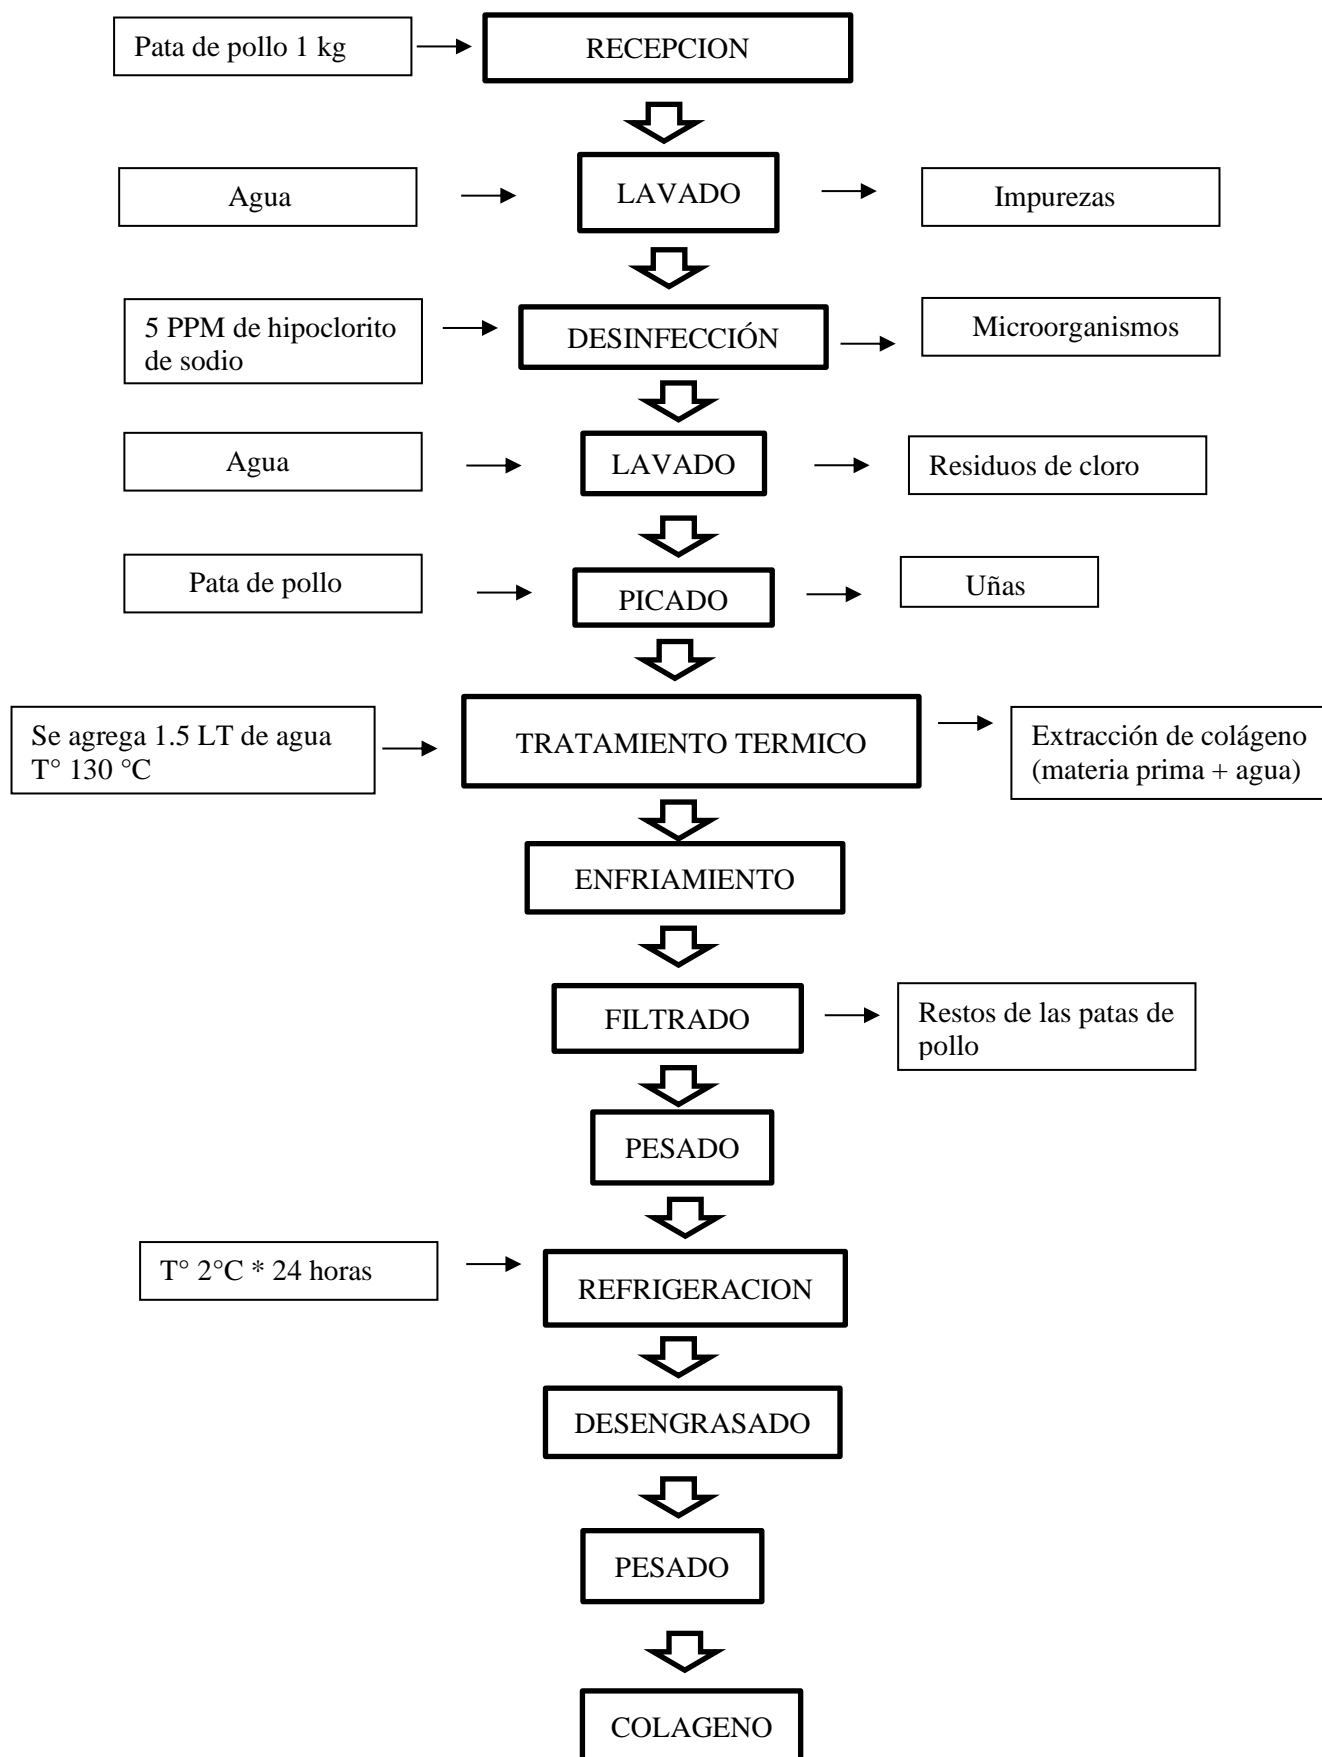 Pata de pollo 1 kg
RECEPCION
Agua
LAVADO
Impurezas
5 PPM de hipoclorito
de sodio
DESINFECCIÓN
Microorganismos
Agua
LAVADO
Residuos de cloro
Pata de pollo
PICADO
Uñas
Se agrega 1.5 LT de agua
T° 130 °C
TRATAMIENTO TERMICO
Extracción de colágeno
(materia prima + agua)
ENFRIAMIENTO
FILTRADO
Restos de las patas de
pollo
PESADO
T° 2°C * 24 horas
REFRIGERACION
DESENGRASADO
PESADO
COLAGENO